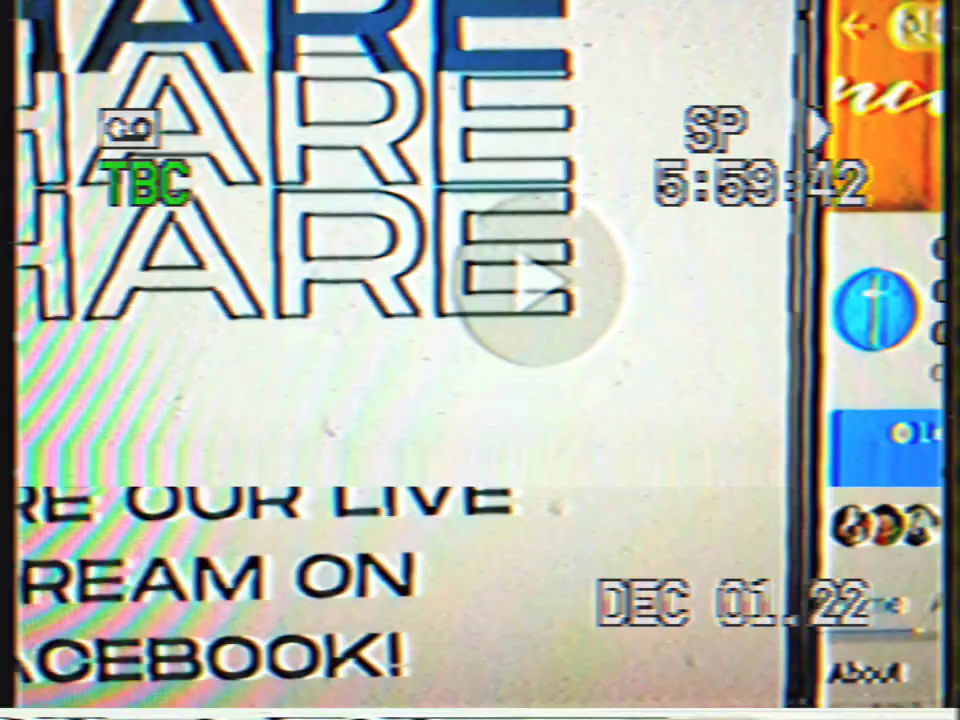 HARE
HARE
HARE
TBC
SP
5:59:42
RE OUR LIVE
REAM ON
ACEBOOK!
DEC 01.22
About